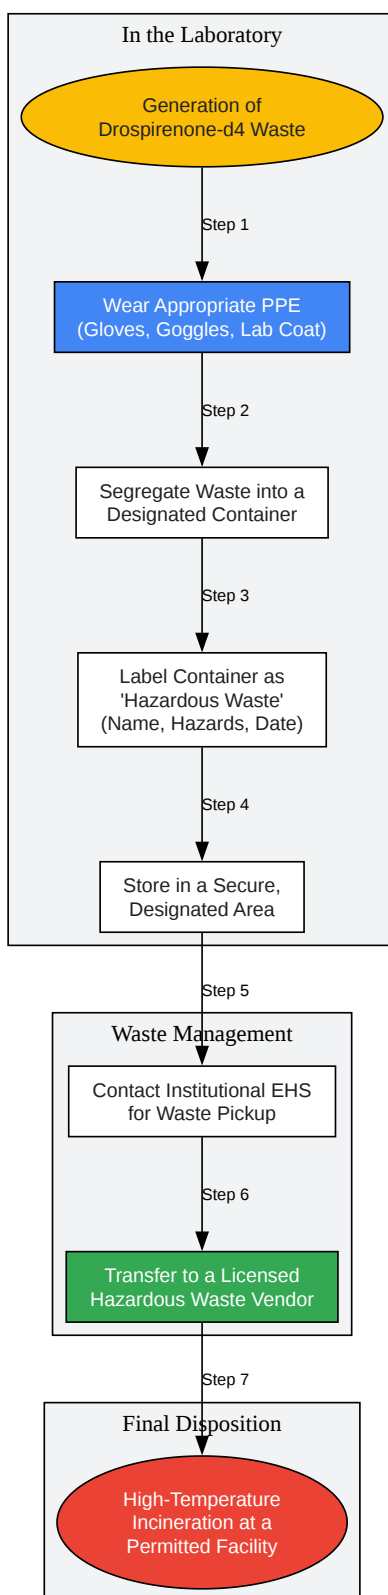 In the Laboratory
Generation of
Drospirenone-d4 Waste
Step 1
Wear Appropriate PPE
(Gloves, Goggles, Lab Coat)
Step 2
Segregate Waste into a
Designated Container
Step 3
Label Container as
'Hazardous Waste'
(Name, Hazards, Date)
Step 4
Store in a Secure,
Designated Area
Step 5
Waste Management
Contact Institutional EHS
for Waste Pickup
Step 6
Transfer to a Licensed
Hazardous Waste Vendor
Step 7
Final Disposition
High-Temperature
Incineration at a
Permitted Facility